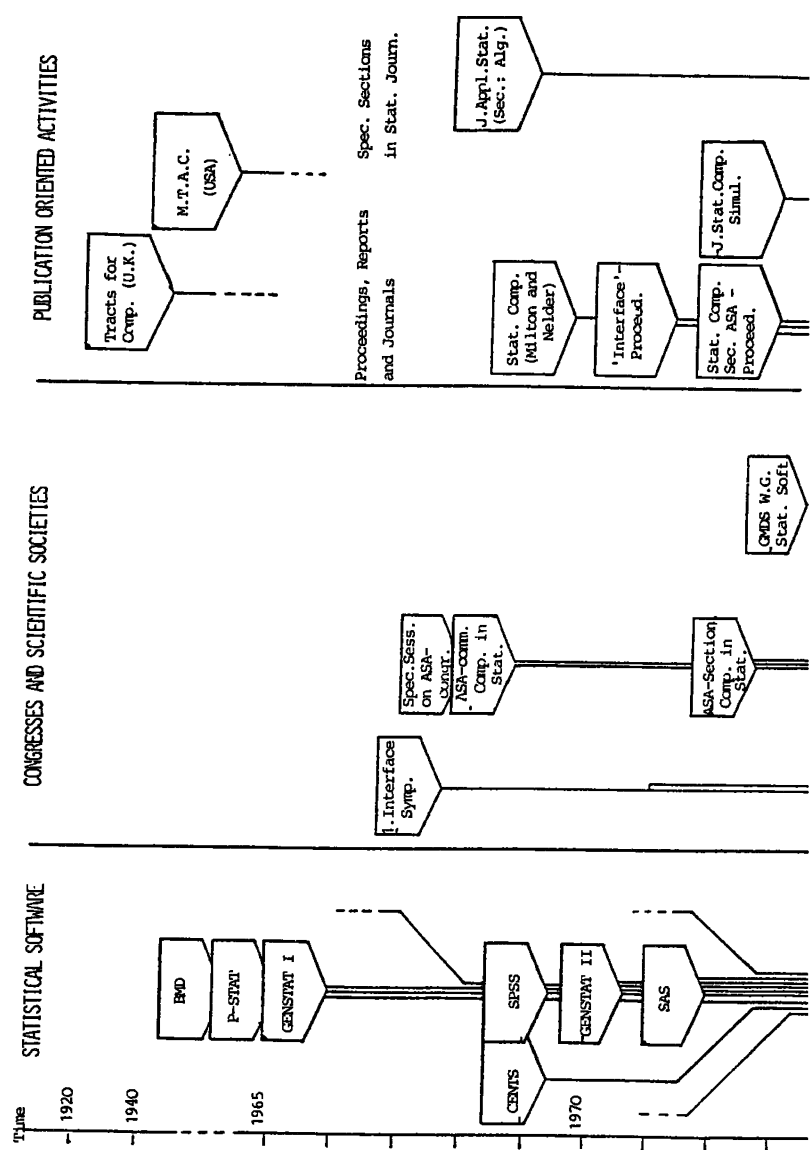 Time
1920
1940
1965
1970
STATISTICAL SOFTWARE
BMD
P-STAT
GENSTAT I
CENTS
SPSS
GENSTAT II
SAS
CONGRESSES AND SCIENTIFIC SOCIETIES
1.Interface
Symp.
Spec.Sess.
on ASA-
congr.
ASA-comm.
Comp. in
Stat.
ASA-Section
Comp. in
Stat.
GMDS W.G.
Stat. Soft
PUBLICATION ORIENTED ACTIVITIES
Tracts for
Comp. (U.K.)
M.T.A.C.
(USA)
Proceedings, Reports
and Journals
Spec. Sections
in Stat. Journ.
Stat. Comp.
(Milton and
Nelder)
'Interface'-
Proceed.
Stat. Comp.
Sec. ASA -
Proceed.
J.Stat.Comp.
Simul.
J.Appl.Stat.
(Sec.: Alg.)